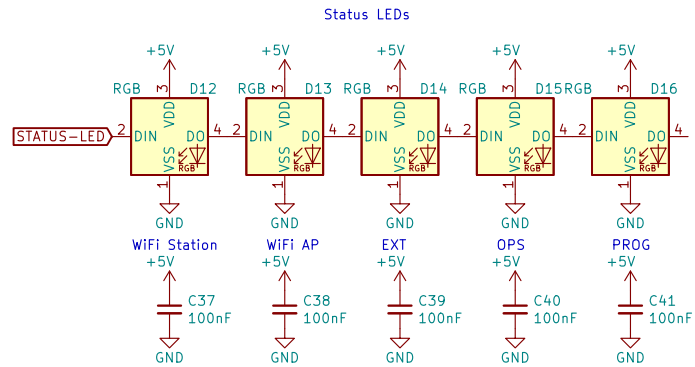 Status LEDs
+5V +5V +5V +5V +5V
RGB D12 RGB D13 RGB D14 RGB D15 RGB D16
3 3 3 3 3
VDD VDD VDD VDD VDD
STATUS-LED 2 DIN DO 4 2 DIN DO 4 2 DIN DO 4 2 DIN DO 4 2 DIN DO 4
VSS RGB VSS RGB VSS RGB VSS RGB VSS RGB
1 1 1 1 1
GND GND GND GND GND
WiFi Station WiFi AP EXT OPS PROG
+5V +5V +5V +5V +5V
C37 C38 C39 C40 C41
100nF 100nF 100nF 100nF 100nF
GND GND GND GND GND